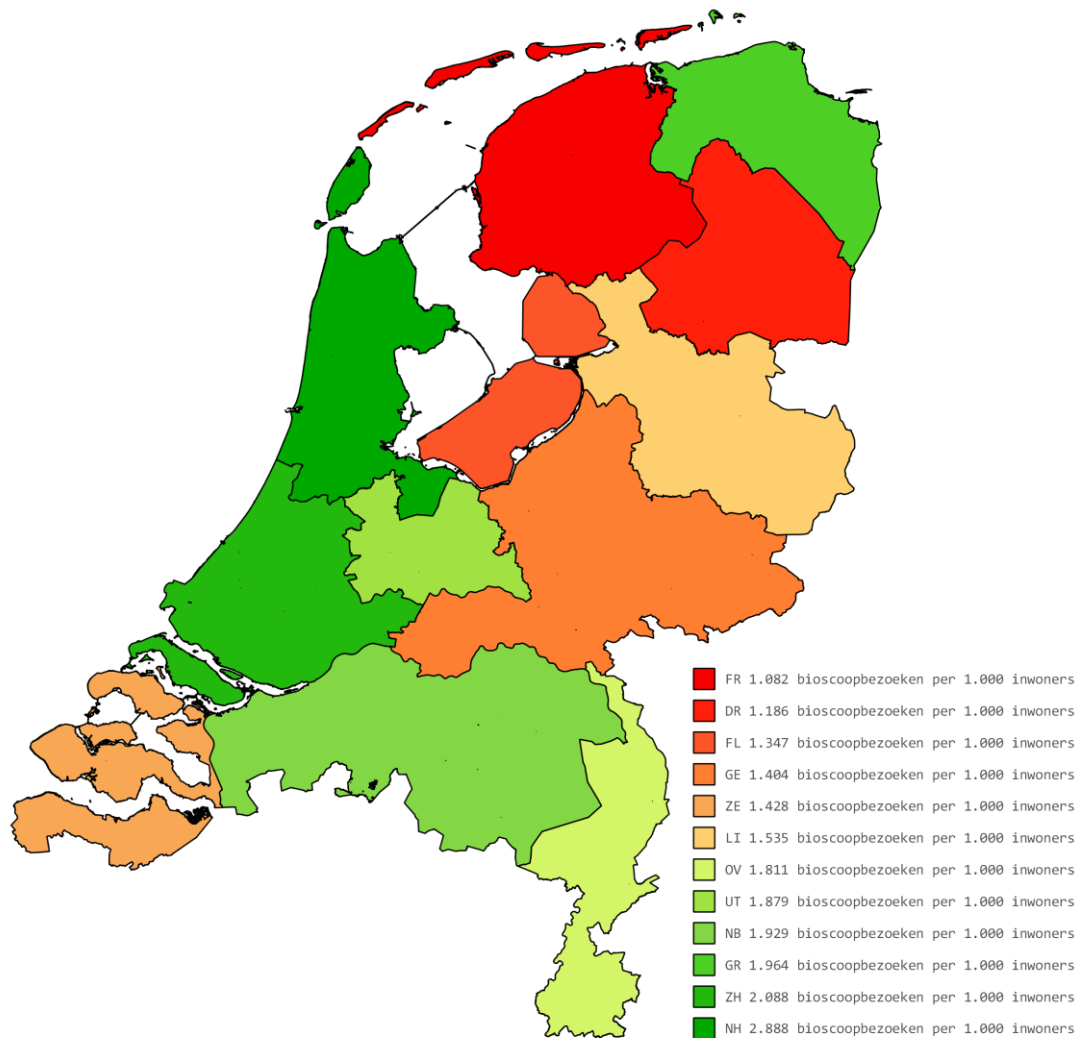 FR 1.082 bioscoopbezoeken per 1.000 inwoners
DR 1.186 bioscoopbezoeken per 1.000 inwoners
FL 1.347 bioscoopbezoeken per 1.000 inwoners
GE 1.404 bioscoopbezoeken per 1.000 inwoners
ZE 1.428 bioscoopbezoeken per 1.000 inwoners
LI 1.535 bioscoopbezoeken per 1.000 inwoners
OV 1.811 bioscoopbezoeken per 1.000 inwoners
UT 1.879 bioscoopbezoeken per 1.000 inwoners
NB 1.929 bioscoopbezoeken per 1.000 inwoners
GR 1.964 bioscoopbezoeken per 1.000 inwoners
ZH 2.088 bioscoopbezoeken per 1.000 inwoners
NH 2.888 bioscoopbezoeken per 1.000 inwoners